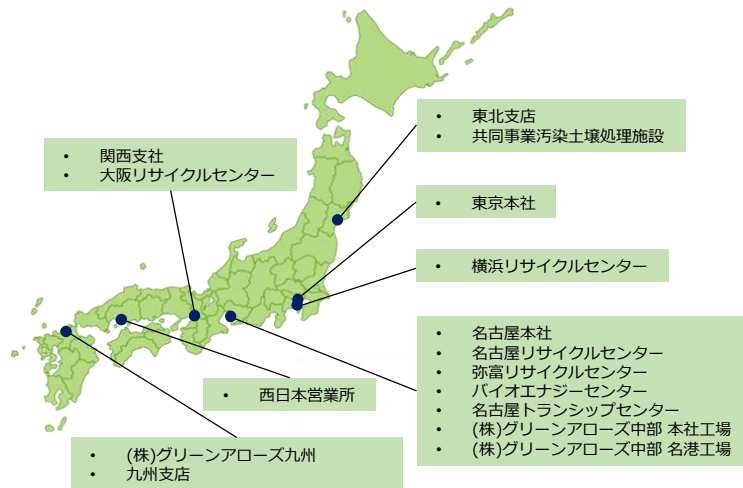 • 東北支店
• 共同事業汚染土壌処理施設
• 関西支社
• 大阪リサイクルセンター
• 東京本社
• 横浜リサイクルセンター
• 名古屋本社
• 名古屋リサイクルセンター
• 弥富リサイクルセンター
• バイオエナジーセンター
• 名古屋トランシップセンター
• (株)グリーンアローズ中部 本社工場
• (株)グリーンアローズ中部 名港工場
• 西日本営業所
• (株)グリーンアローズ九州
• 九州支店